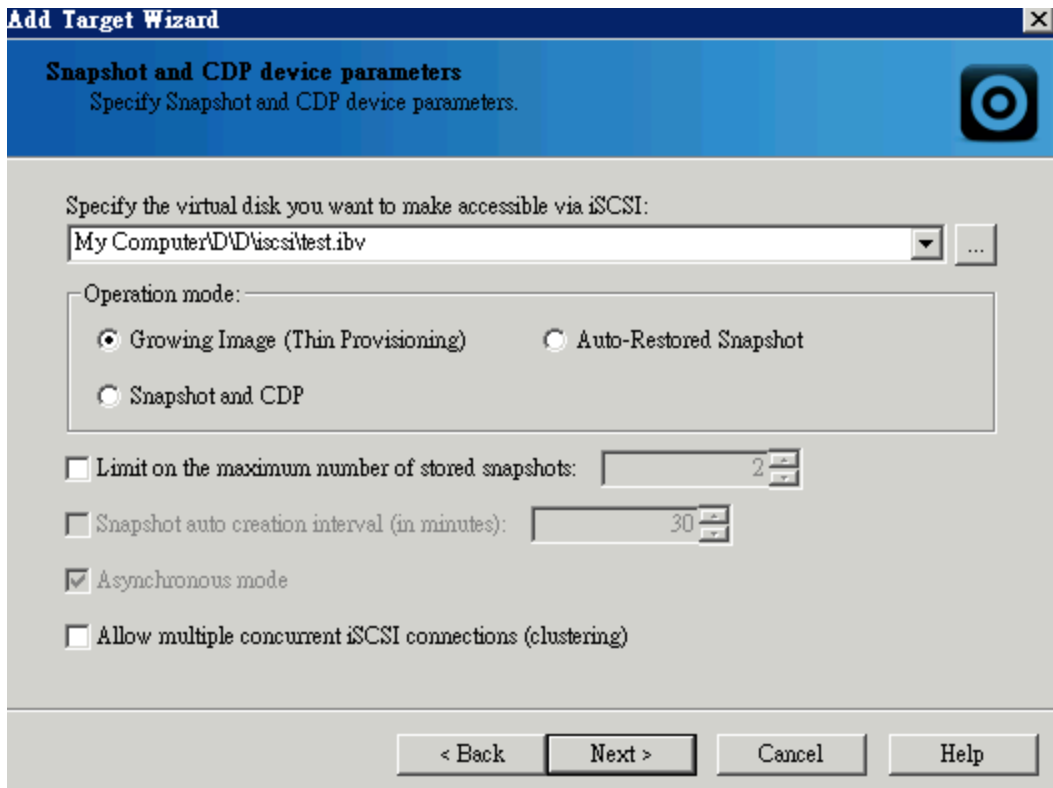 Add Target Wizard
Snapshot and CDP device parameters
Specify Snapshot and CDP device parameters.
Specify the virtual disk you want to make accessible via iSCSI:
My Computer\D\D\iscsi\test.ibv
...
Operation mode:
Growing Image (Thin Provisioning)
Auto-Restored Snapshot
Snapshot and CDP
Limit on the maximum number of stored snapshots: 2
Snapshot auto creation interval (in minutes): 30
Asynchronous mode
Allow multiple concurrent iSCSI connections (clustering)
< Back Next > Cancel Help